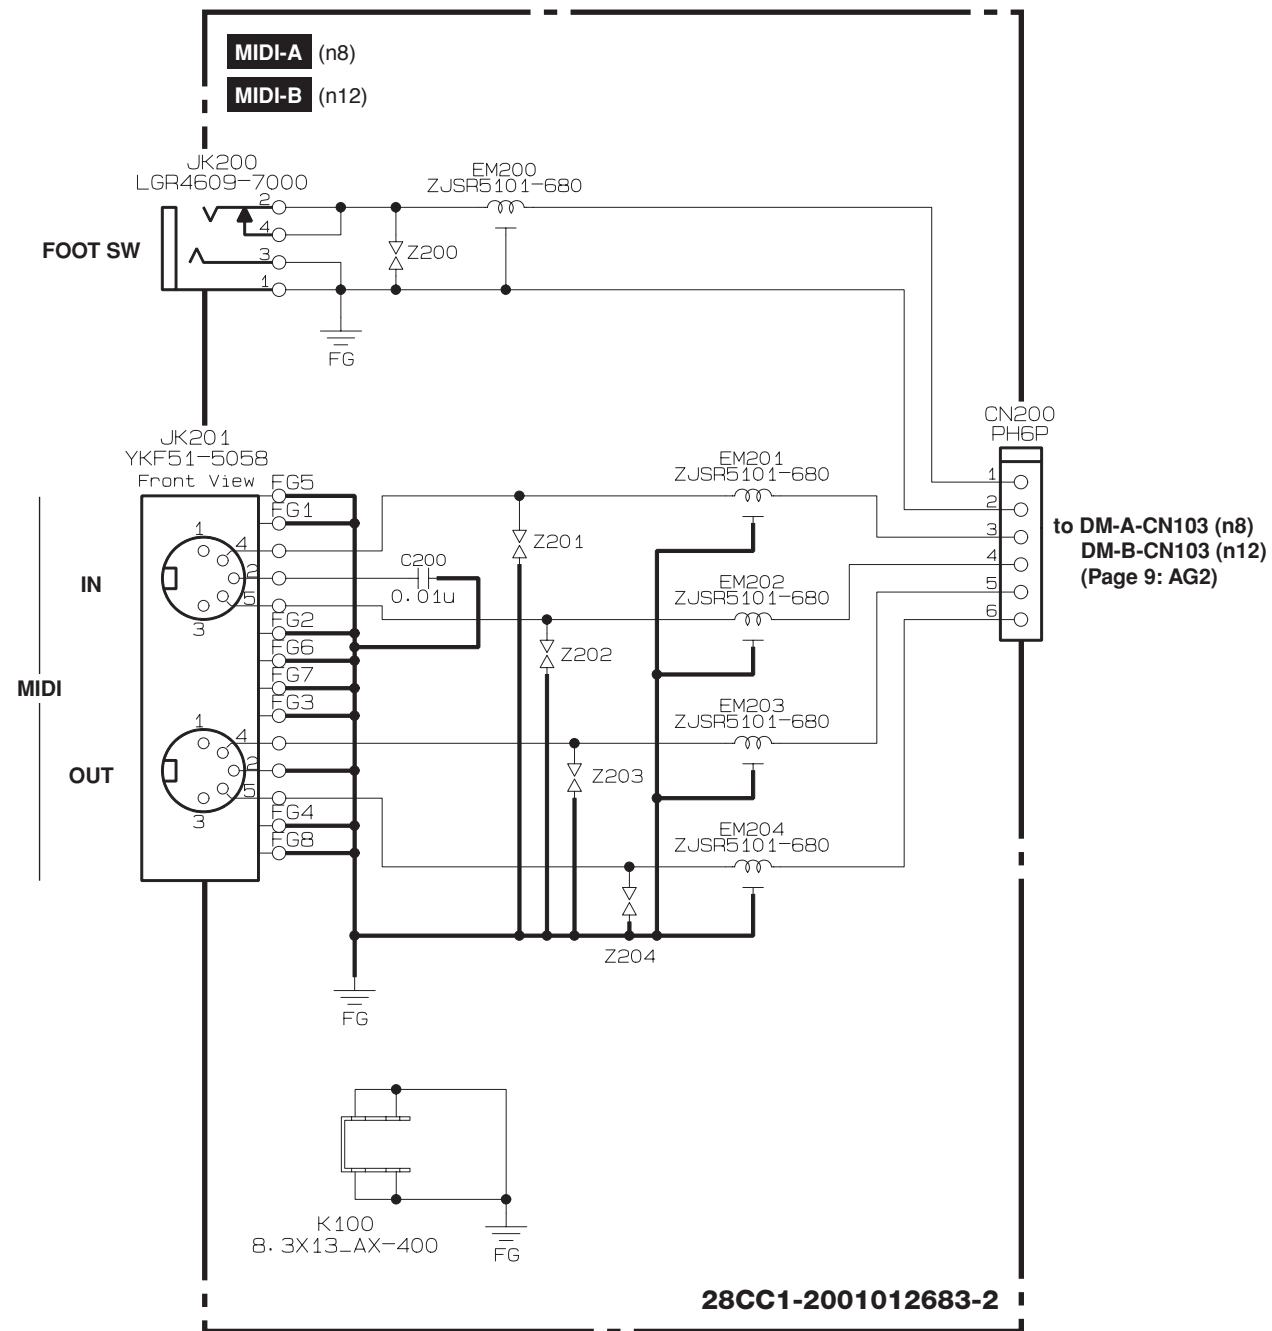 MIDI-A (n8)
MIDI-B (n12)
JK200
LGR4609-7000
EM200
ZJSR5101-680
2
4
3
1
FOOT SW
Z200
FG
JK201
YKF51-5058
Front View
CN200
PH6P
EM201
ZJSR5101-680
1
2
3
4
5
6
to DM-A-CN103 (n8)
DM-B-CN103 (n12)
(Page 9: AG2)
FG5
FG1
1
4
2
5
3
IN
C200
0.01u
Z201
EM202
ZJSR5101-680
FG2
FG6
FG7
FG3
Z202
MIDI
EM203
ZJSR5101-680
1
4
2
5
3
OUT
Z203
FG4
FG8
EM204
ZJSR5101-680
Z204
FG
K100
8.3X13_AX-400
FG
28CC1-2001012683-2